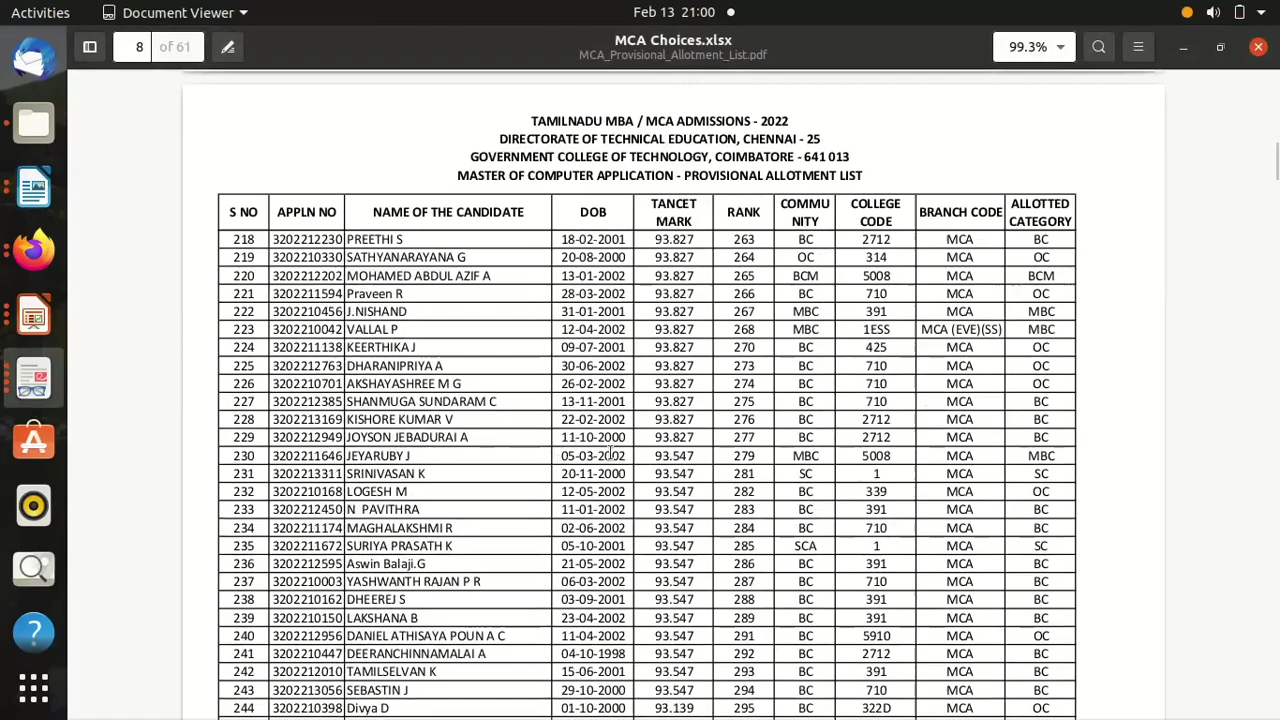 Activities Document Viewer Feb 13 21:00
8 of 61 MCA Choices.xlsx 99.3%
MCA_Provisional_Allotment_List.pdf
TAMILNADU MBA / MCA ADMISSIONS - 2022
DIRECTORATE OF TECHNICAL EDUCATION, CHENNAI - 25
GOVERNMENT COLLEGE OF TECHNOLOGY, COIMBATORE - 641 013
MASTER OF COMPUTER APPLICATION - PROVISIONAL ALLOTMENT LIST
S NO APPLN NO NAME OF THE CANDIDATE DOB TANCET MARK RANK COMMU NITY COLLEGE CODE BRANCH CODE ALLOTTED CATEGORY
218 3202212230 PREETHI S 18-02-2001 93.827 263 BC 2712 MCA BC
219 3202210330 SATHYANARAYANA G 20-08-2000 93.827 264 OC 314 MCA OC
220 3202212202 MOHAMED ABDUL AZIF A 13-01-2002 93.827 265 BCM 5008 MCA BCM
221 3202211594 Praveen R 28-03-2002 93.827 266 BC 710 MCA OC
222 3202210456 J.NISHAND 31-01-2001 93.827 267 MBC 391 MCA MBC
223 3202210042 VALLAL P 12-04-2002 93.827 268 MBC 1ESS MCA (EVE)(SS) MBC
224 3202211138 KEERTHIKA J 09-07-2001 93.827 270 BC 425 MCA OC
225 3202212763 DHARANIPRIYA A 30-06-2002 93.827 273 BC 710 MCA OC
226 3202210701 AKSHAYASHREE M G 26-02-2002 93.827 274 BC 710 MCA OC
227 3202212385 SHANMUGA SUNDARAM C 13-11-2001 93.827 275 BC 710 MCA OC
228 3202213169 KISHORE KUMAR V 22-02-2002 93.827 276 BC 2712 MCA BC
229 3202212949 JOYSON JEBADURAI A 11-10-2000 93.827 277 BC 2712 MCA BC
230 3202211646 JEYARUBY J 05-03-2002 93.547 279 MBC 5008 MCA MBC
231 3202213311 SRINIVASAN K 20-11-2000 93.547 281 SC 1 MCA SC
232 3202210168 LOGESH M 12-05-2002 93.547 282 BC 339 MCA OC
233 3202212450 N PAVITHRA 11-01-2002 93.547 283 BC 391 MCA BC
234 3202211174 MAGHALAKSHMI R 02-06-2002 93.547 284 BC 710 MCA BC
235 3202211672 SURIYA PRASATH K 05-10-2001 93.547 285 SCA 1 MCA SC
236 3202212595 Aswin Balaji.G 21-05-2002 93.547 286 BC 391 MCA BC
237 3202210003 YASHWANTH RAJAN P R 06-03-2002 93.547 287 BC 710 MCA BC
238 3202210162 DHEEREJ S 03-09-2001 93.547 288 BC 391 MCA BC
239 3202210150 LAKSHANA B 23-04-2002 93.547 289 BC 391 MCA BC
240 3202212956 DANIEL ATHISAYA POUN A C 11-04-2002 93.547 291 BC 5910 MCA OC
241 3202210447 DEERANCHINNAMALAI A 04-10-1998 93.547 292 BC 2712 MCA BC
242 3202212010 TAMILSELVAN K 15-06-2001 93.547 293 BC 391 MCA BC
243 3202213056 SEBASTIN J 29-10-2000 93.547 294 BC 710 MCA BC
244 3202210398 Divya D 01-10-2000 93.139 295 BC 322D MCA OC